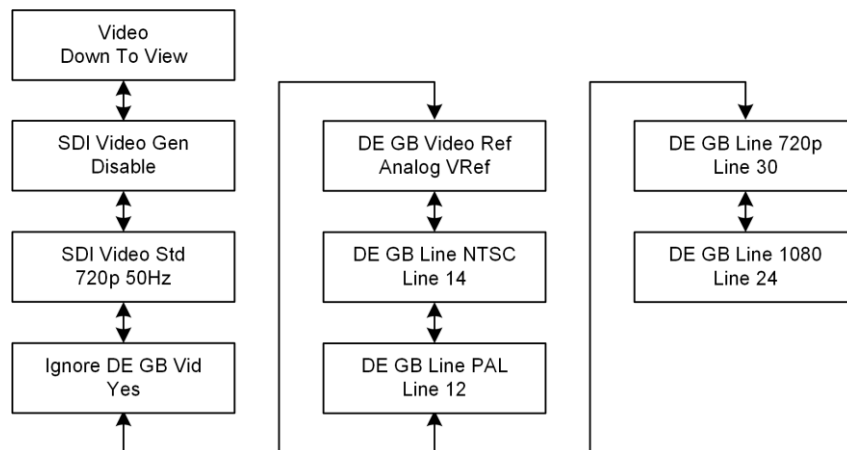 Video
Down To View
SDI Video Gen
Disable
SDI Video Std
720p 50Hz
Ignore DE GB Vid
Yes
DE GB Video Ref
Analog VRef
DE GB Line NTSC
Line 14
DE GB Line PAL
Line 12
DE GB Line 720p
Line 30
DE GB Line 1080
Line 24